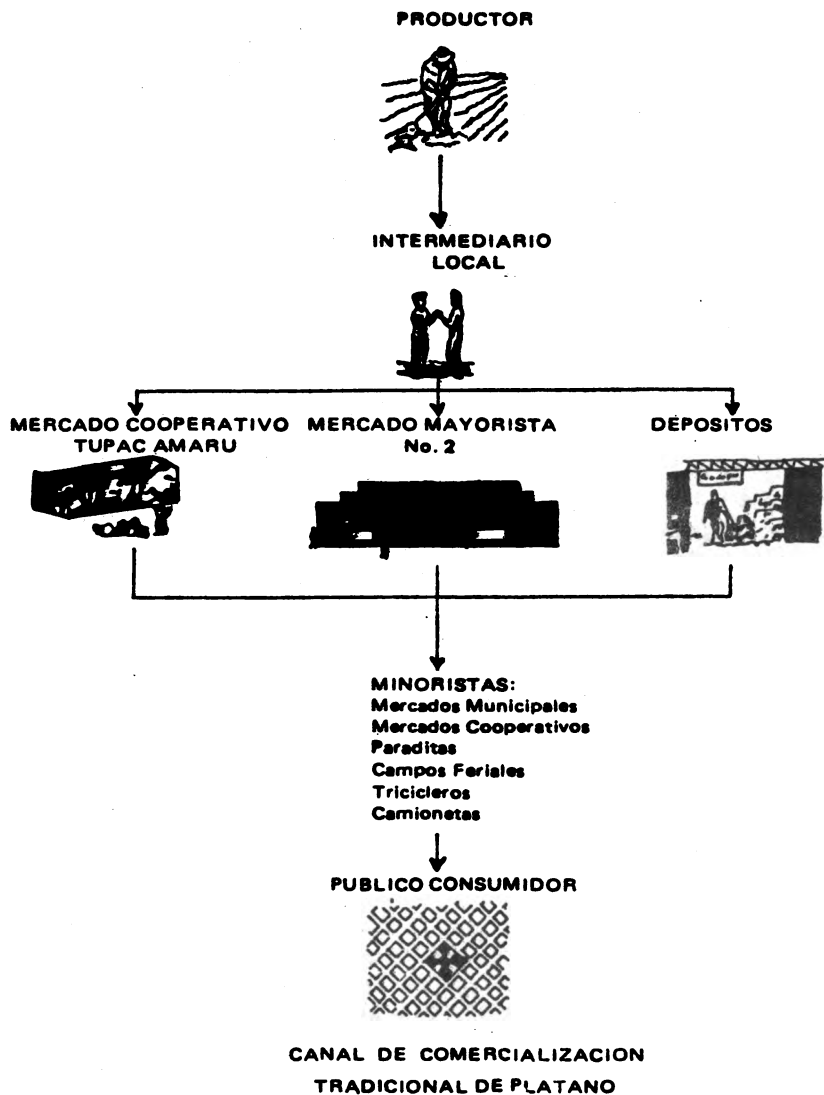 PRODUCTOR
INTERMEDIARIO
LOCAL
MERCADO COOPERATIVO
TUPAC AMARU
MERCADO MAYORISTA
No. 2
DEPOSITOS
MINORISTAS:
Mercados Municipales
Mercados Cooperativos
Paraditas
Campos Feriales
Tricicleros
Camionetas
PUBLICO CONSUMIDOR
CANAL DE COMERCIALIZACION
TRADICIONAL DE PLATANO